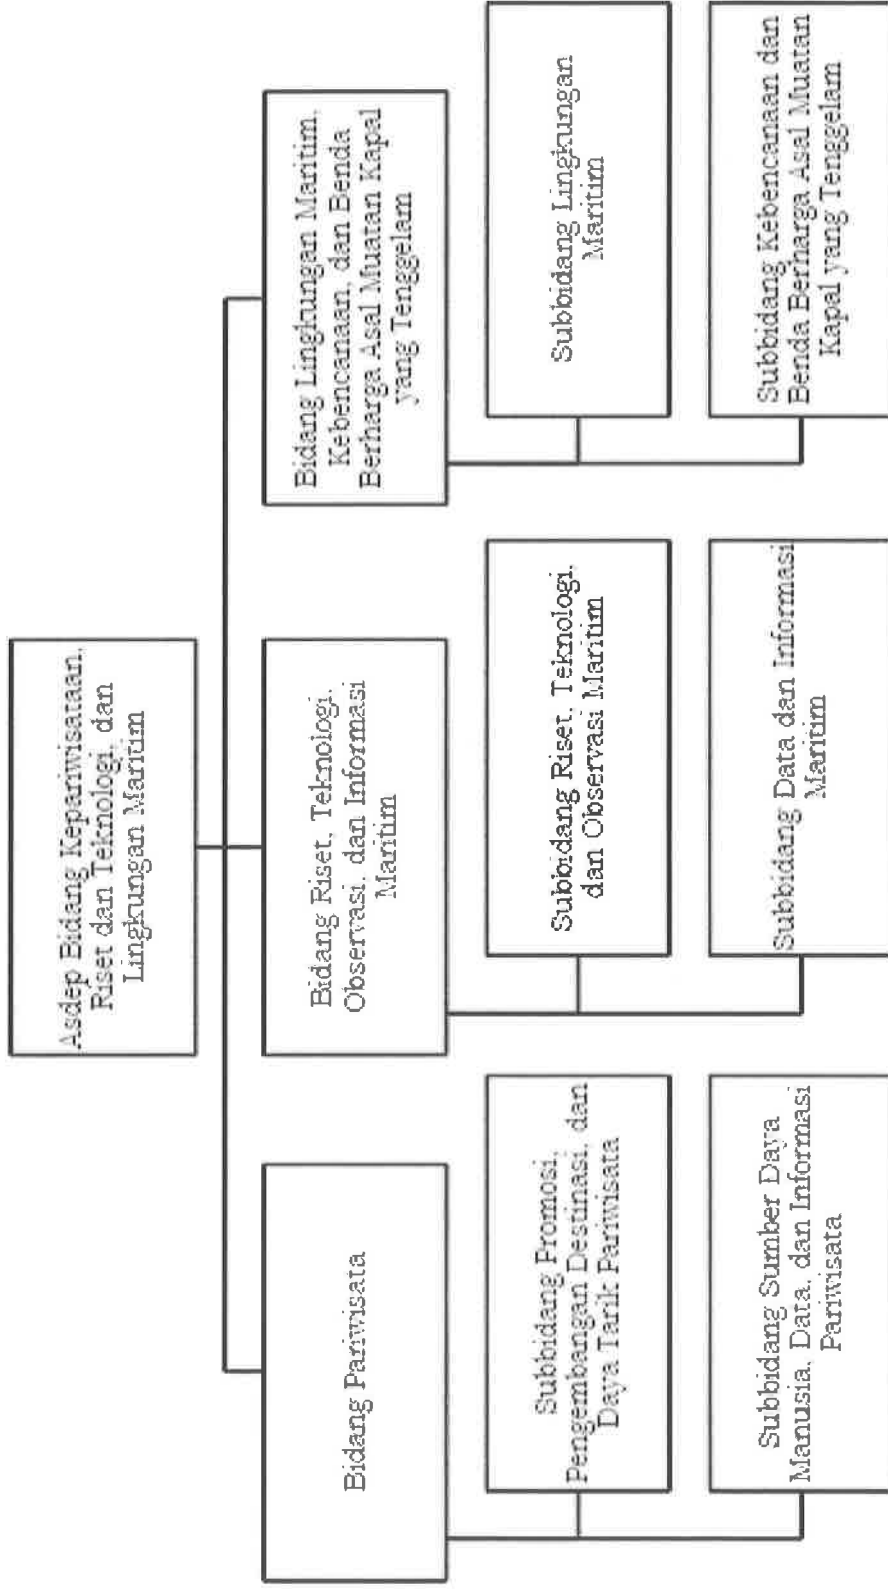 Asdep Bidang Kepariwisataan,
Riset dan Teknologi, dan
Lingkungan Maritim
Bidang Pariwisata
Bidang Riset, Teknologi,
Observasi, dan Informasi
Maritim
Bidang Lingkungan Maritim,
Kebencanaan, dan Benda
Berharga Asal Muatan Kapal
yang Tenggelam
Subbidang Promosi,
Pengembangan Destinasi, dan
Daya Tarik Pariwisata
Subbidang Riset, Teknologi,
dan Observasi Maritim
Subbidang Lingkungan
Maritim
Subbidang Sumber Daya
Manusia, Data, dan Informasi
Pariwisata
Subbidang Data dan Informasi
Maritim
Subbidang Kebencanaan dan
Benda Berharga Asal Muatan
Kapal yang Tenggelam